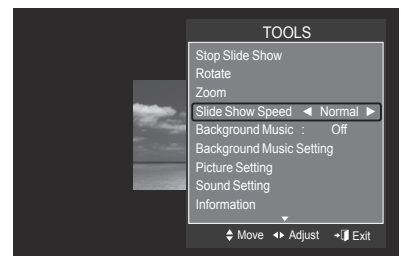 TOOLS
Stop Slide Show
Rotate
Zoom
Slide Show Speed ◄ Normal ►
Background Music : Off
Background Music Setting
Picture Setting
Sound Setting
Information
Move Adjust Exit